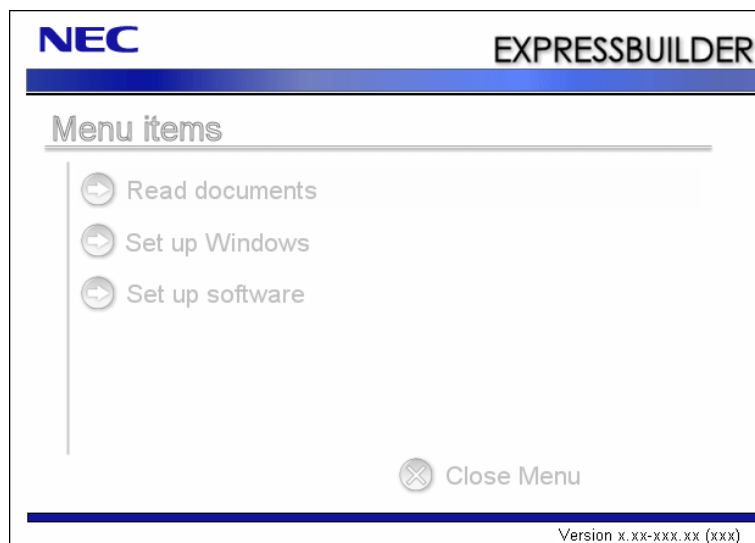 NEC
EXPRESSBUILDER
Menu items
Read documents
Set up Windows
Set up software
Close Menu
Version x.xx-xxx.xx (xxx)